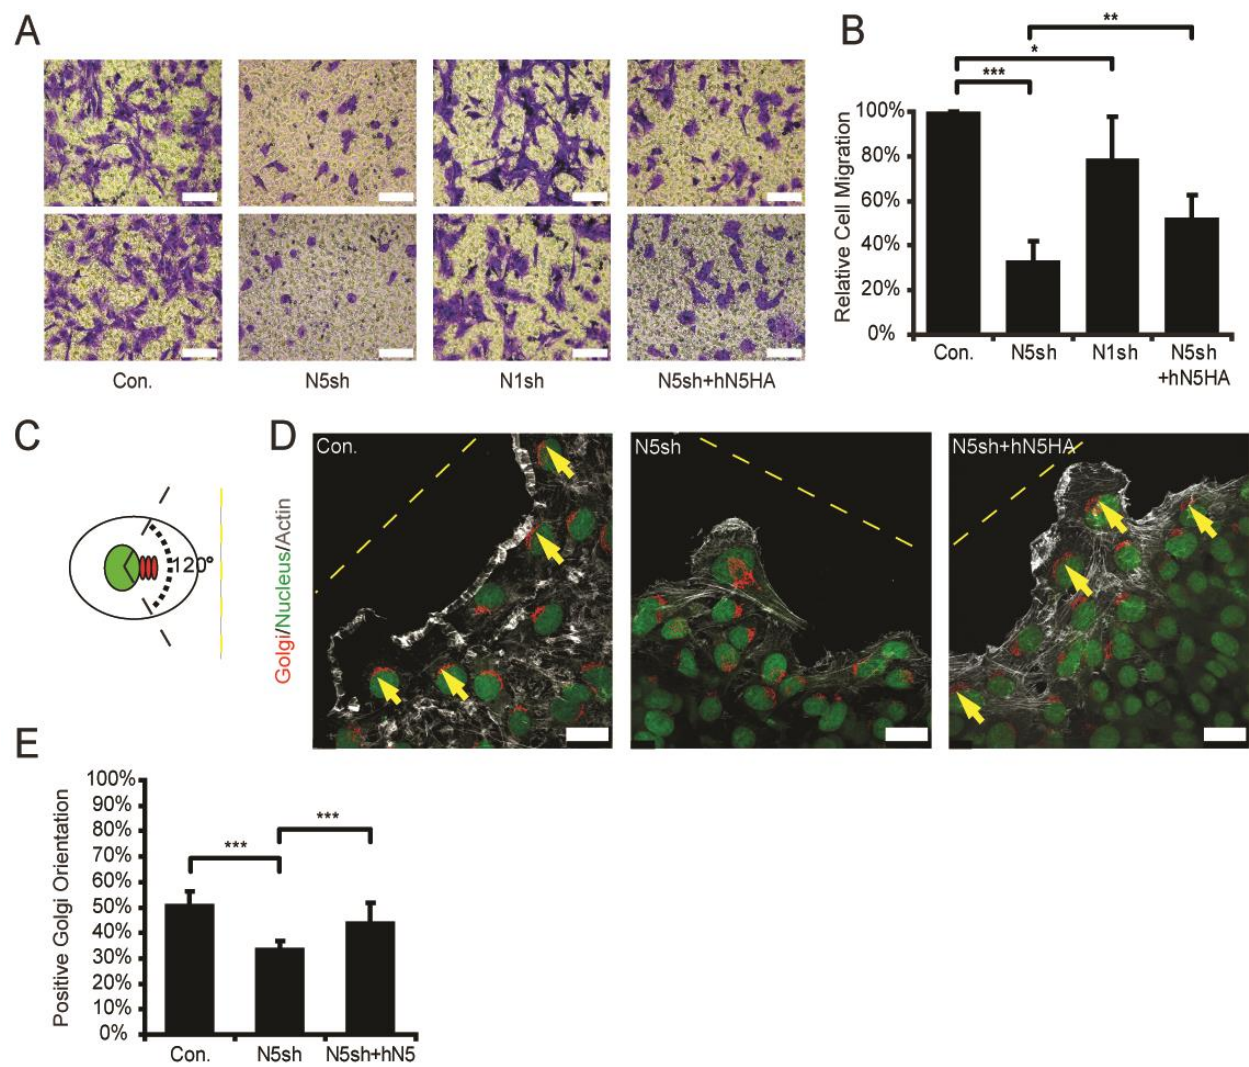 A
Con.
N5sh
N1sh
N5sh+hN5HA
B
**
*
***
Relative Cell Migration
100%
80%
60%
40%
20%
0%
Con.
N5sh
N1sh
N5sh
+hN5HA
C
120°
D
Golgi/Nucleus/Actin
Con.
N5sh
N5sh+hN5HA
E
Positive Golgi Orientation
100%
90%
80%
70%
60%
50%
40%
30%
20%
10%
0%
***
***
Con.
N5sh
N5sh+hN5